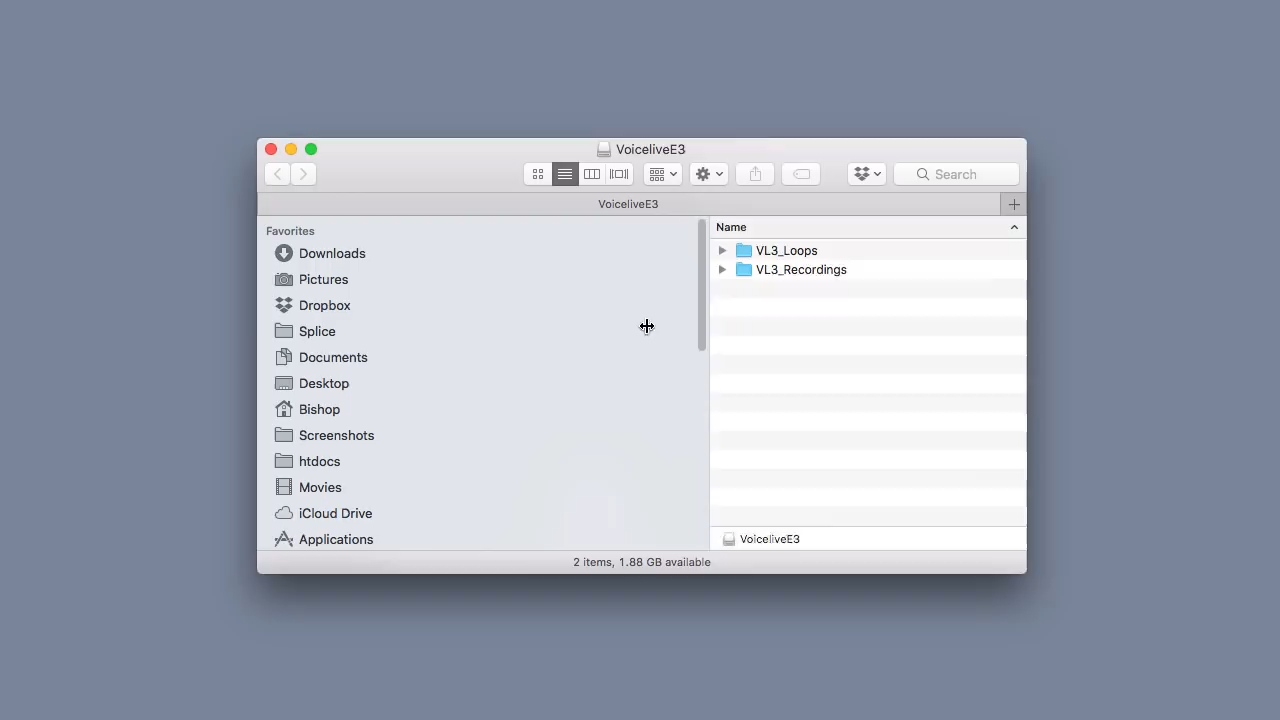 VoiceliveE3
Search
VoiceliveE3
Favorites
Downloads
Pictures
Dropbox
Splice
Documents
Desktop
Bishop
Screenshots
htdocs
Movies
iCloud Drive
Applications
Name
VL3_Loops
VL3_Recordings
VoiceliveE3
2 items, 1.88 GB available